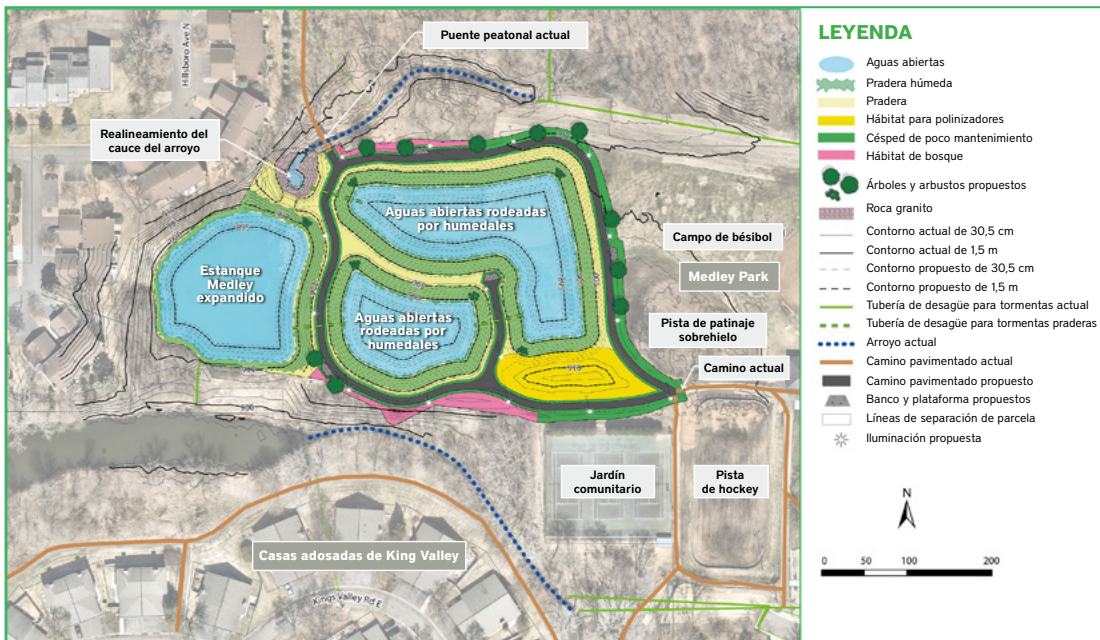 Puente peatonal actual
Hillsboro Ave N
Realineamiento del
cauce del arroyo
Aguas abiertas rodeadas
por humedales
Estanque
Medley
expandido
Aguas abiertas
rodeadas por
humedales
Campo de bésibol
Medley Park
Pista de patinaje
sobrehielo
Camino actual
910
900
Jardín
comunitario
Pista
de hockey
Casas adosadas de King Valley
Kings Valley Rd E
LEYENDA
Aguas abiertas
Pradera húmeda
Pradera
Hábitat para polinizadores
Césped de poco mantenimiento
Hábitat de bosque
Árboles y arbustos propuestos
Roca granito
Contorno actual de 30,5 cm
Contorno actual de 1,5 m
Contorno propuesto de 30,5 cm
Contorno propuesto de 1,5 m
Tubería de desagüe para tormentas actual
Tubería de desagüe para tormentas praderas
Arroyo actual
Camino pavimentado actual
Camino pavimentado propuesto
Banco y plataforma propuestos
Líneas de separación de parcela
Iluminación propuesta
N
0 50 100 200